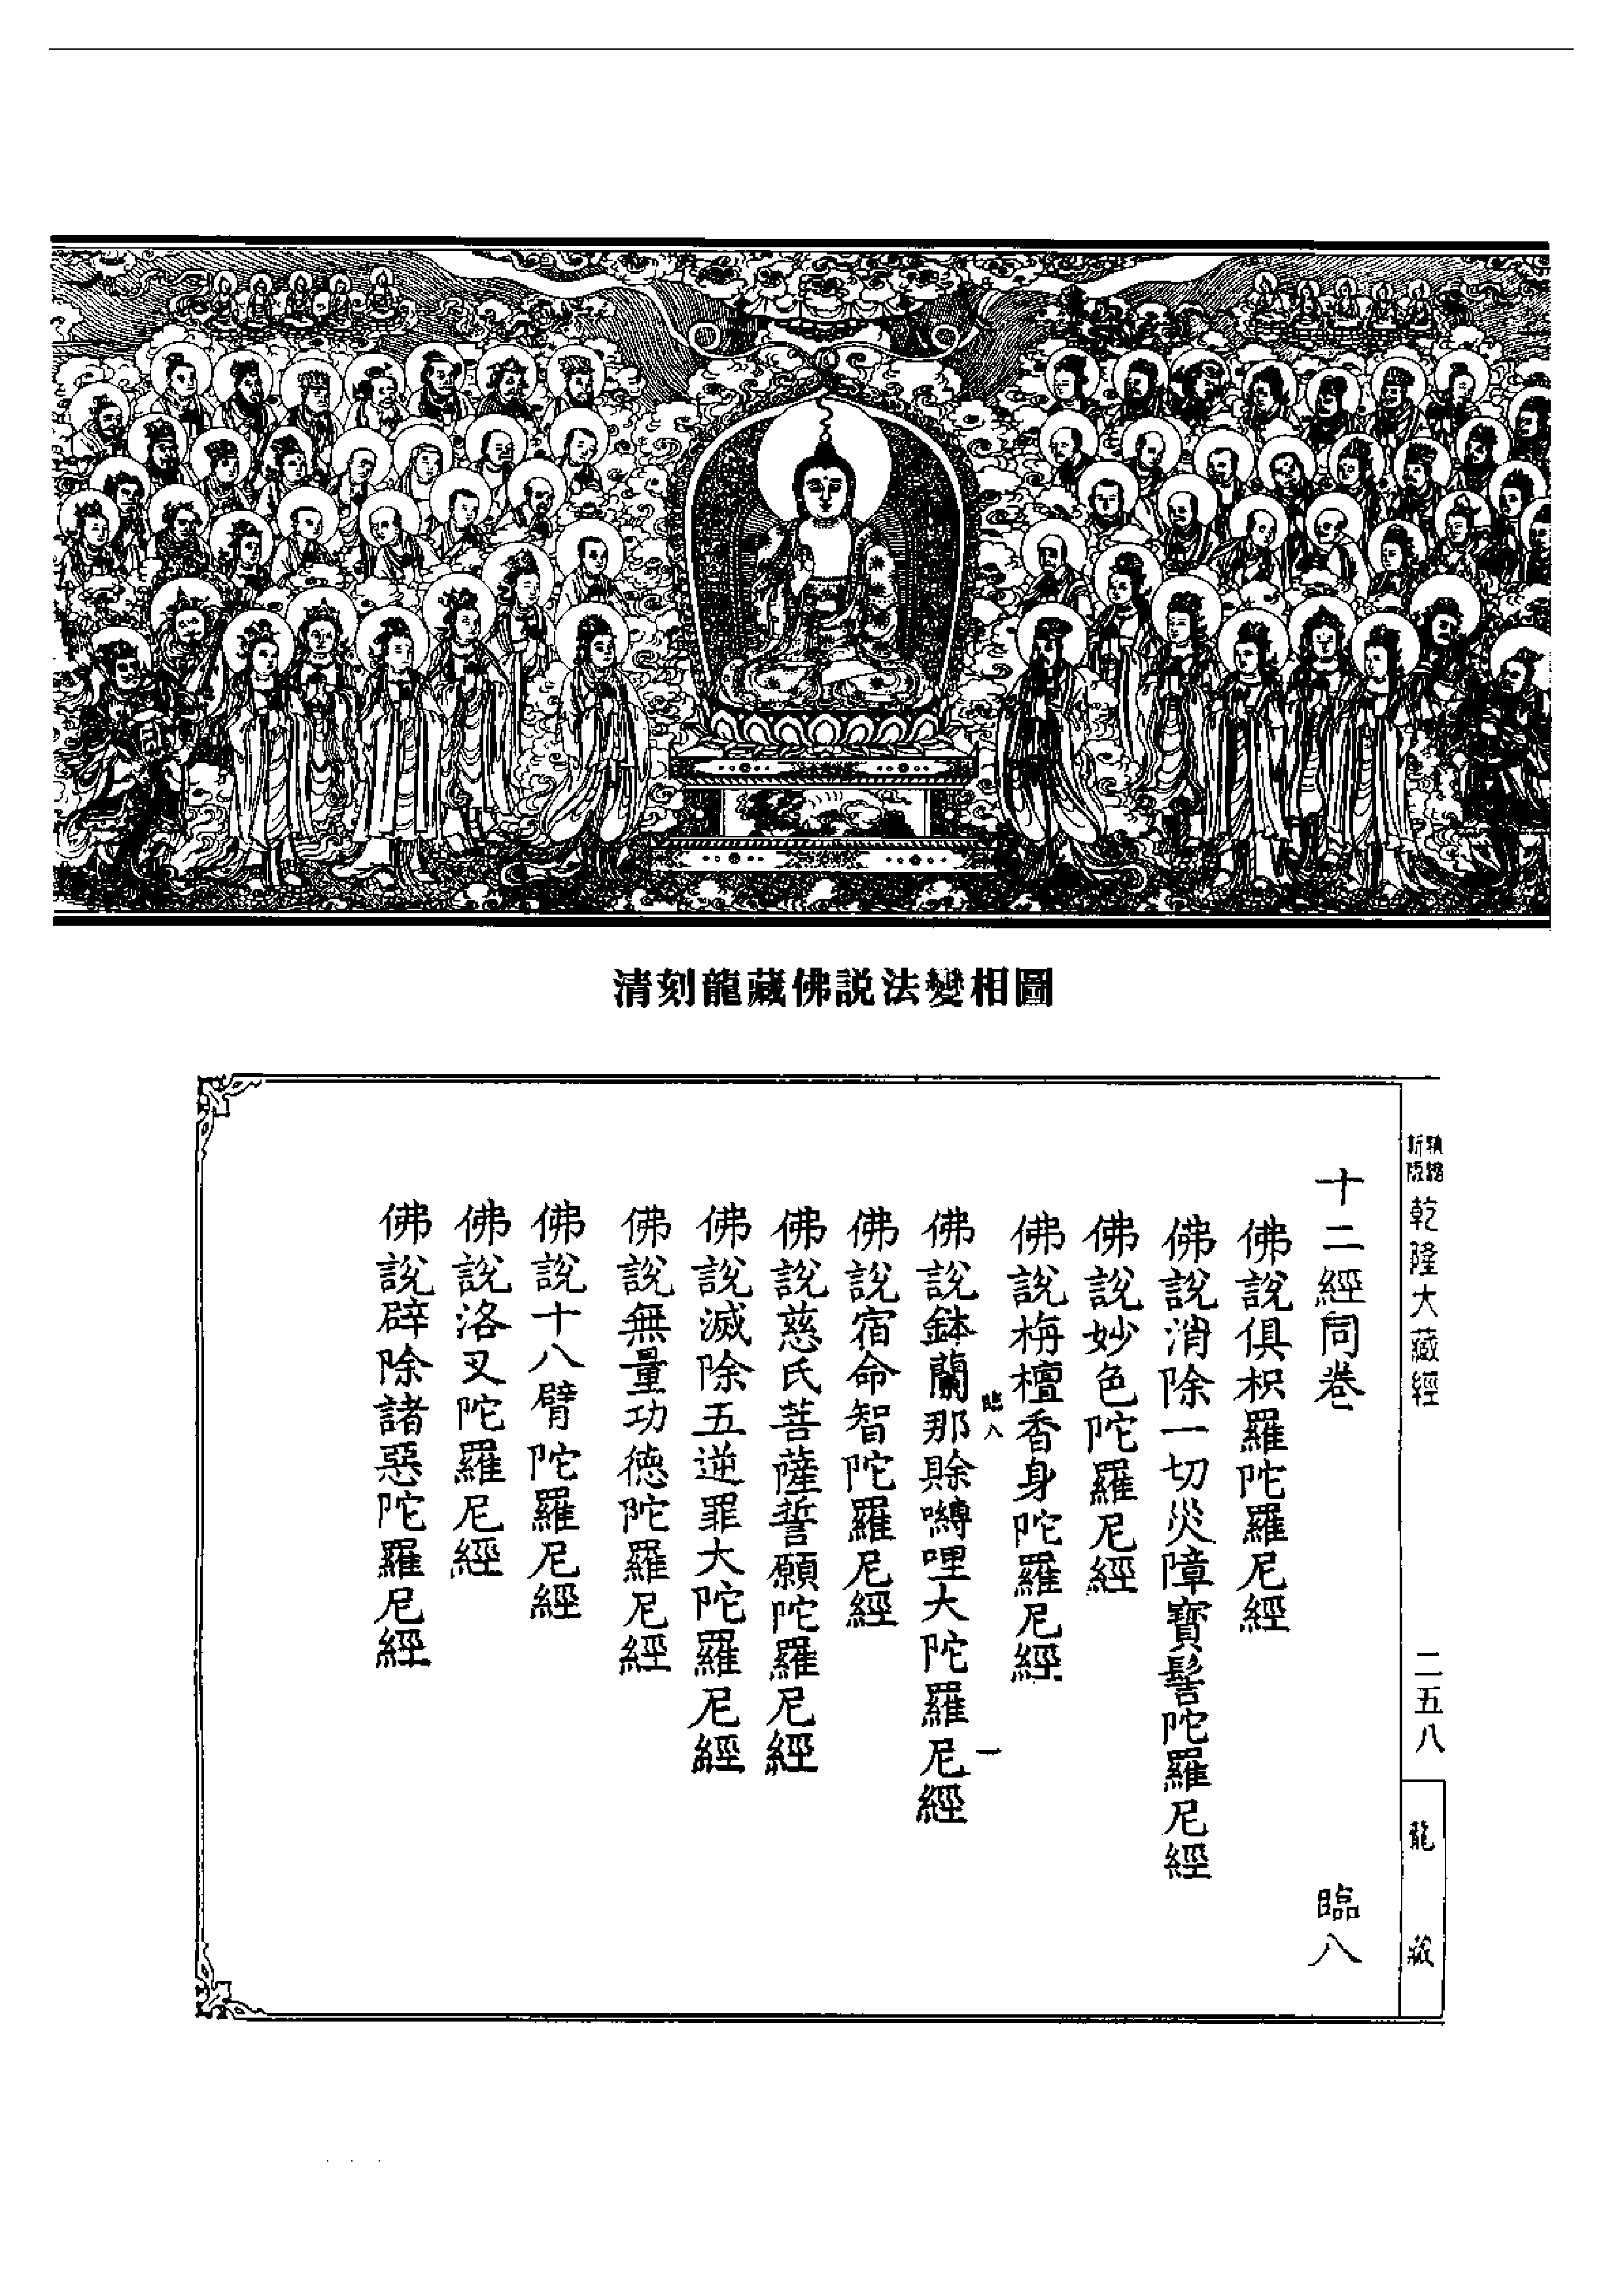 清刻龍藏佛説法變相圖
新版
乾隆大藏經
二五八
龍藏
十二經同卷
臨八
佛說俱枳羅陀羅尼經
佛說消除一切災障寶髻陀羅尼經
佛說妙色陀羅尼經
佛說栴檀香身陀羅尼經
臨八
一
佛說鉢蘭那賒嚩哩大陀羅尼經
佛說宿命智陀羅尼經
佛說慈氏菩薩誓願陀羅尼經
佛說滅除五逆罪大陀羅尼經
佛說無量功德陀羅尼經
佛說十八臂陀羅尼經
佛說洛叉陀羅尼經
佛說辟除諸惡陀羅尼經